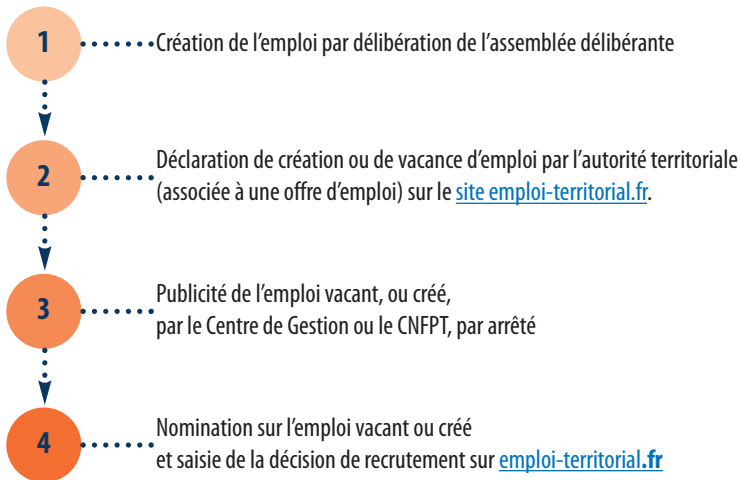 1
Création de l'emploi par délibération de l'assemblée délibérante
2
Déclaration de création ou de vacance d'emploi par l'autorité territoriale
(associée à une offre d'emploi) sur le site emploi-territorial.fr.
3
Publicité de l'emploi vacant, ou créé,
par le Centre de Gestion ou le CNFPT, par arrêté
4
Nomination sur l'emploi vacant ou créé
et saisie de la décision de recrutement sur emploi-territorial.fr